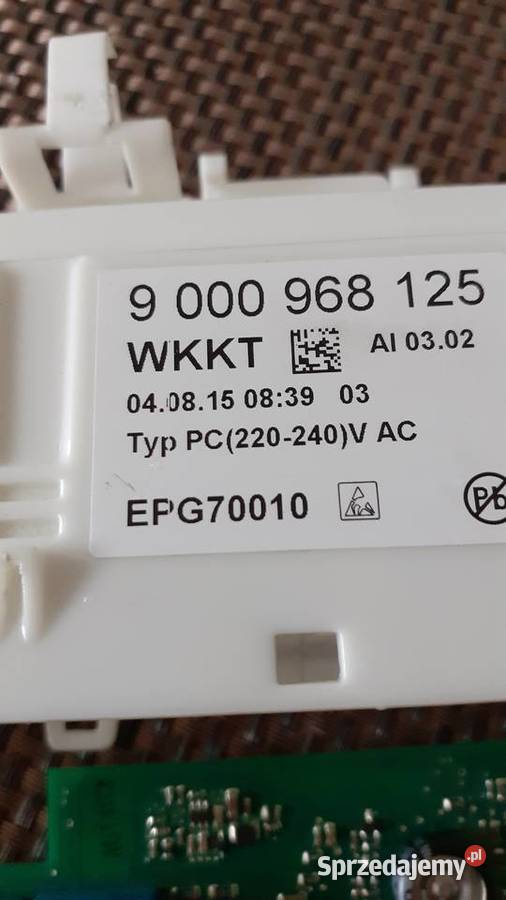 9 000 968 125
WKKT AI 03.02
04.08.15 08:39 03
Typ PC(220-240)V AC
EPG70010
Pb
Sprzedajemy.pl